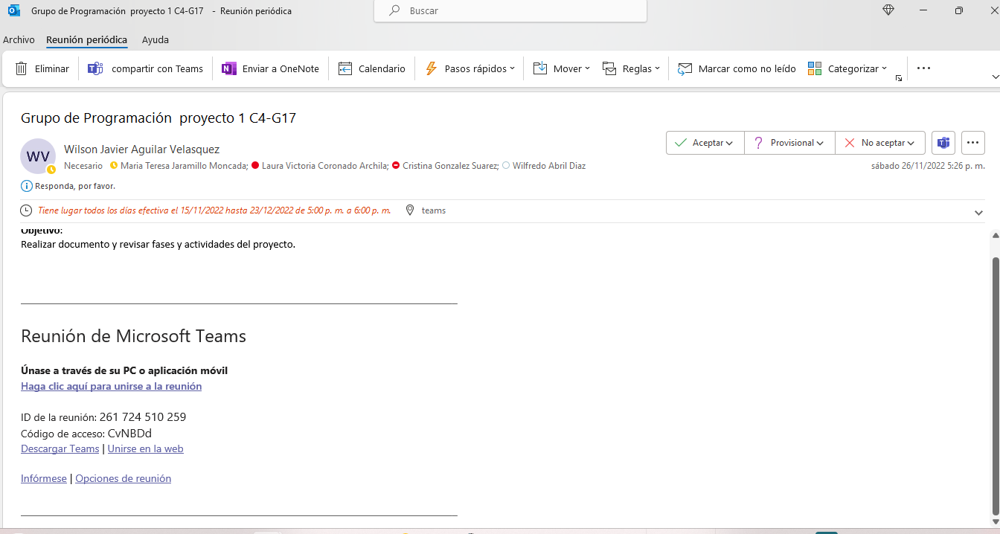 Grupo de Programación  proyecto 1 C4-G17  -  Reunión periódica
Buscar
Archivo Reunión periódica Ayuda
Eliminar compartir con Teams Enviar a OneNote Calendario Pasos rápidos Mover Reglas Marcar como no leído Categorizar
Grupo de Programación  proyecto 1 C4-G17
WV
Wilson Javier Aguilar Velasquez
Aceptar Provisional No aceptar
Necesario Maria Teresa Jaramillo Moncada; Laura Victoria Coronado Archila; Cristina Gonzalez Suarez; Wilfredo Abril Diaz
sábado 26/11/2022 5:26 p. m.
Responda, por favor.
Tiene lugar todos los días efectiva el 15/11/2022 hasta 23/12/2022 de 5:00 p. m. a 6:00 p. m. teams
Objetivo:
Realizar documento y revisar fases y actividades del proyecto.
Reunión de Microsoft Teams
Únase a través de su PC o aplicación móvil
Haga clic aquí para unirse a la reunión
ID de la reunión: 261 724 510 259
Código de acceso: CvNBDd
Descargar Teams | Unirse en la web
Infórmese | Opciones de reunión